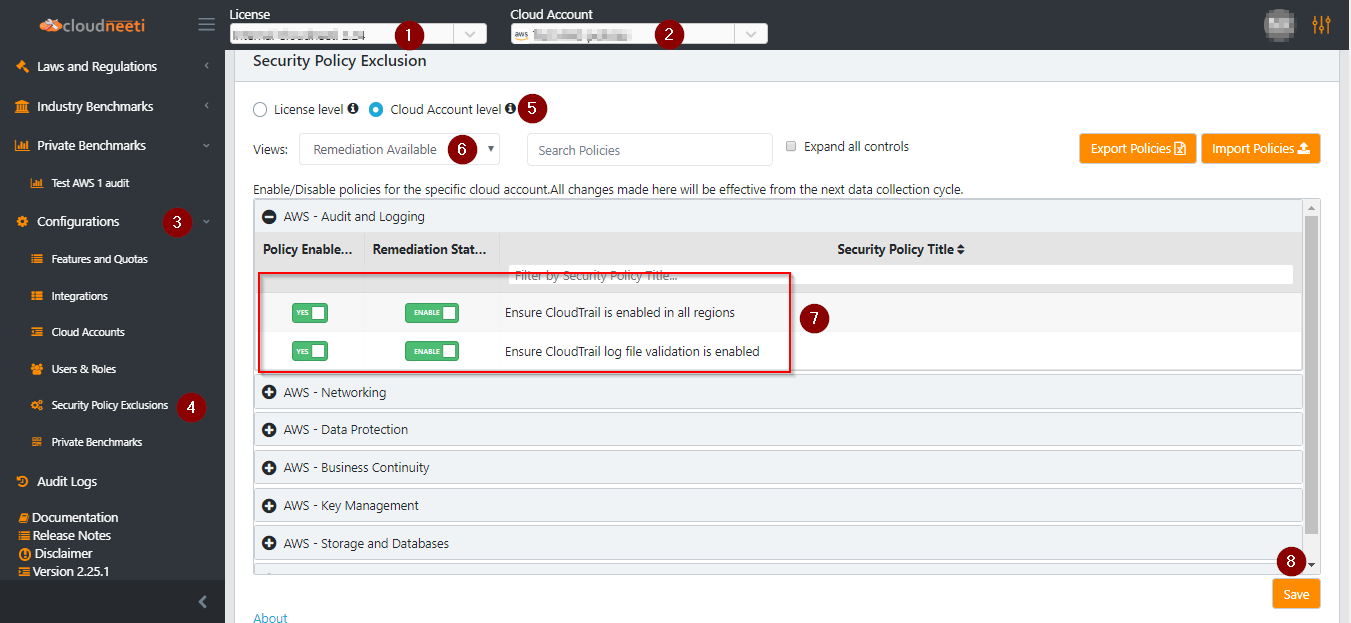 cloudneeti
License
1
Cloud Account
aws
2
Laws and Regulations
Industry Benchmarks
Private Benchmarks
Test AWS 1 audit
Configurations
3
Features and Quotas
Integrations
Cloud Accounts
Users & Roles
Security Policy Exclusions
4
Private Benchmarks
Audit Logs
Documentation
Release Notes
Disclaimer
Version 2.25.1
Security Policy Exclusion
License level
Cloud Account level
5
Views:
Remediation Available
6
Search Policies
Expand all controls
Export Policies
Import Policies
Enable/Disable policies for the specific cloud account.All changes made here will be effective from the next data collection cycle.
AWS - Audit and Logging
Policy Enable...
Remediation Stat...
Security Policy Title
Filter by Security Policy Title...
YES
ENABLE
Ensure CloudTrail is enabled in all regions
7
YES
ENABLE
Ensure CloudTrail log file validation is enabled
AWS - Networking
AWS - Data Protection
AWS - Business Continuity
AWS - Key Management
AWS - Storage and Databases
8
Save
About